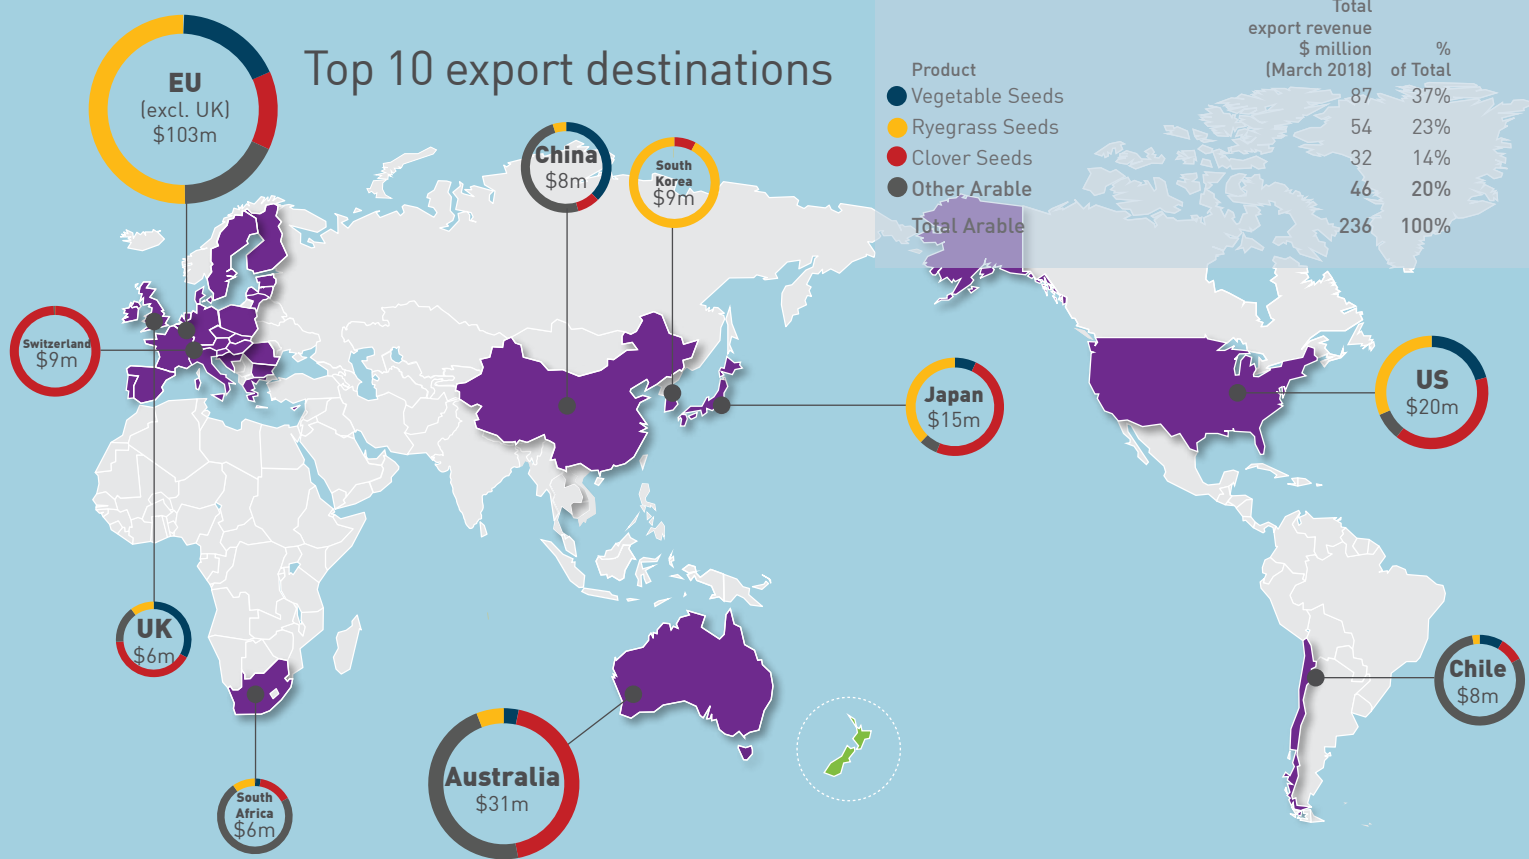 Top 10 export destinations
EU
(excl. UK)
$103m
China
$8m
South
Korea
$9m
Switzerland
$9m
Japan
$15m
US
$20m
UK
$6m
South
Africa
$6m
Australia
$31m
Chile
$8m
Total
export revenue
$ million %
Product (March 2018) of Total
Vegetable Seeds 87 37%
Ryegrass Seeds 54 23%
Clover Seeds 32 14%
Other Arable 46 20%
Total Arable 236 100%